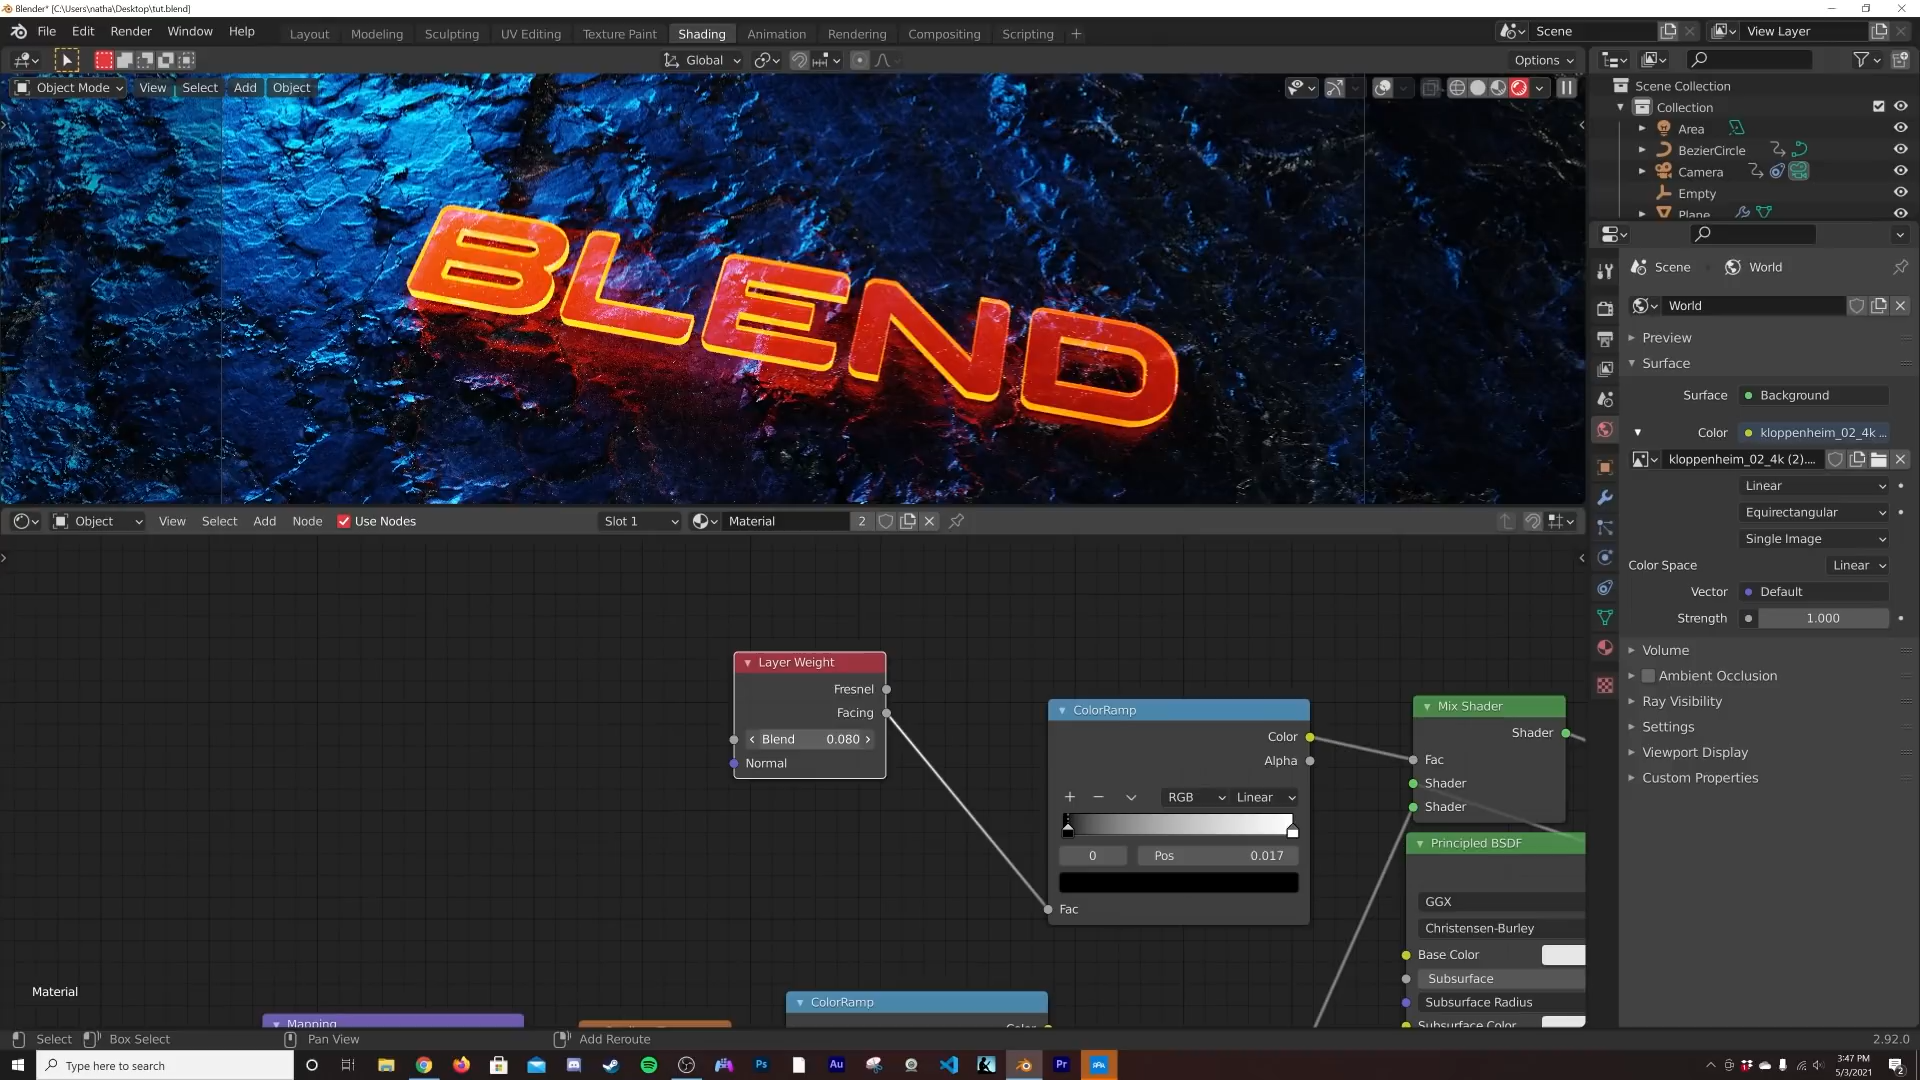 Blender* [C:\Users\natha\Desktop\tut.blend]
File Edit Render Window Help Layout Modeling Sculpting UV Editing Texture Paint Shading Animation Rendering Compositing Scripting + Scene View Layer
Global Options
Object Mode View Select Add Object
Scene Collection
Collection
Area
BezierCircle
Camera
Empty
Plane
BLEND
Scene World
World
Preview
Surface
Surface Background
Color kloppenheim_02_4k ...
kloppenheim_02_4k (2)....
Linear
Equirectangular
Single Image
Color Space Linear
Vector Default
Strength 1.000
Volume
Ambient Occlusion
Ray Visibility
Settings
Viewport Display
Custom Properties
Object View Select Add Node Use Nodes Slot 1 Material 2
Layer Weight
Fresnel
Facing
Blend 0.080
Normal
ColorRamp
Color
Alpha
+ − RGB Linear
0 Pos 0.017
Fac
Mix Shader
Shader
Fac
Shader
Shader
Principled BSDF
GGX
Christensen-Burley
Base Color
Subsurface
Subsurface Radius
Subsurface Color
Material
Mapping
ColorRamp
Color
Select Box Select Pan View Add Reroute 2.92.0
Type here to search
Ps Au Pr
3:47 PM
5/3/2021
2